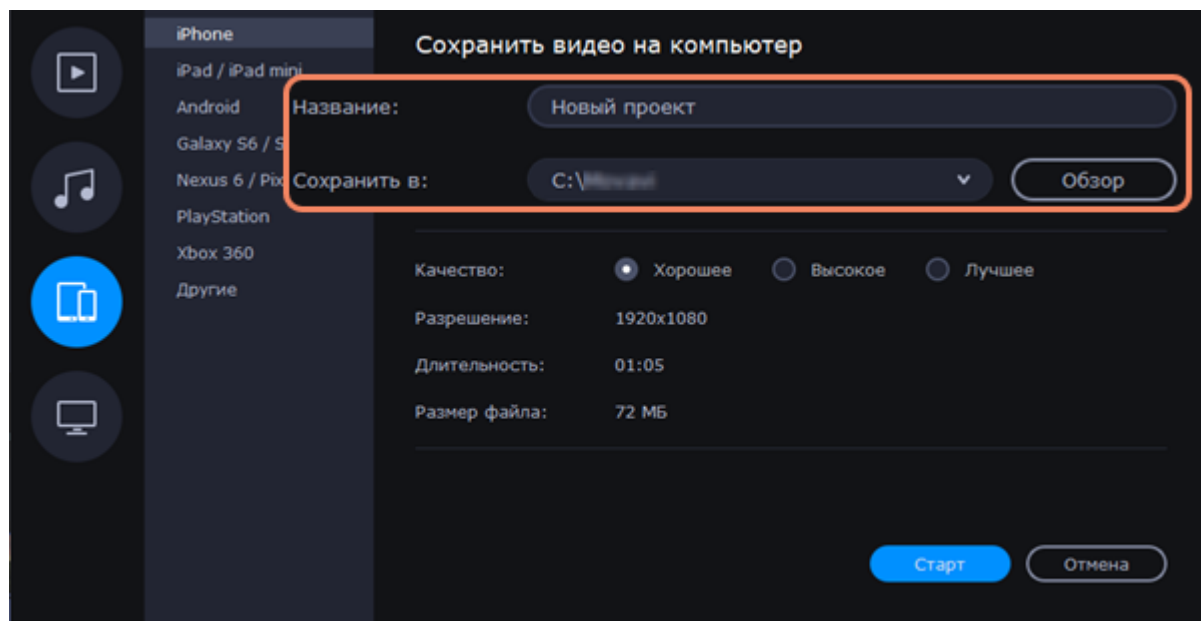 iPhone
iPad / iPad mini
Android
Galaxy S6 / S
Nexus 6 / Pix
PlayStation
Xbox 360
Другие
Сохранить видео на компьютер
Название: Новый проект
Сохранить в: C:\ Обзор
Качество: Хорошее Высокое Лучшее
Разрешение: 1920x1080
Длительность: 01:05
Размер файла: 72 МБ
Старт Отмена